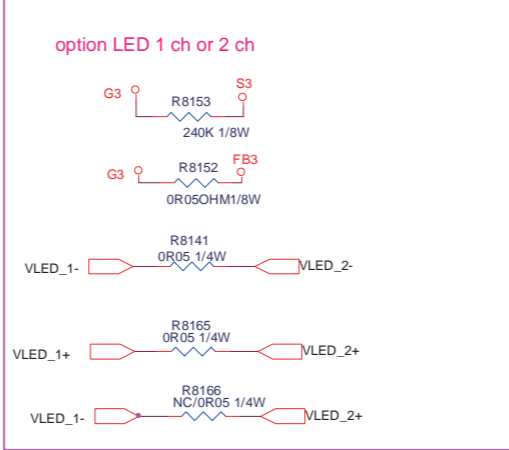 option LED 1 ch or 2 ch
G3 R8153 S3
240K 1/8W
G3 R8152 FB3
0R05OHM1/8W
R8141
0R05 1/4W
VLED_1- VLED_2-
R8165
0R05 1/4W
VLED_1+ VLED_2+
R8166
NC/0R05 1/4W
VLED_1- VLED_2+